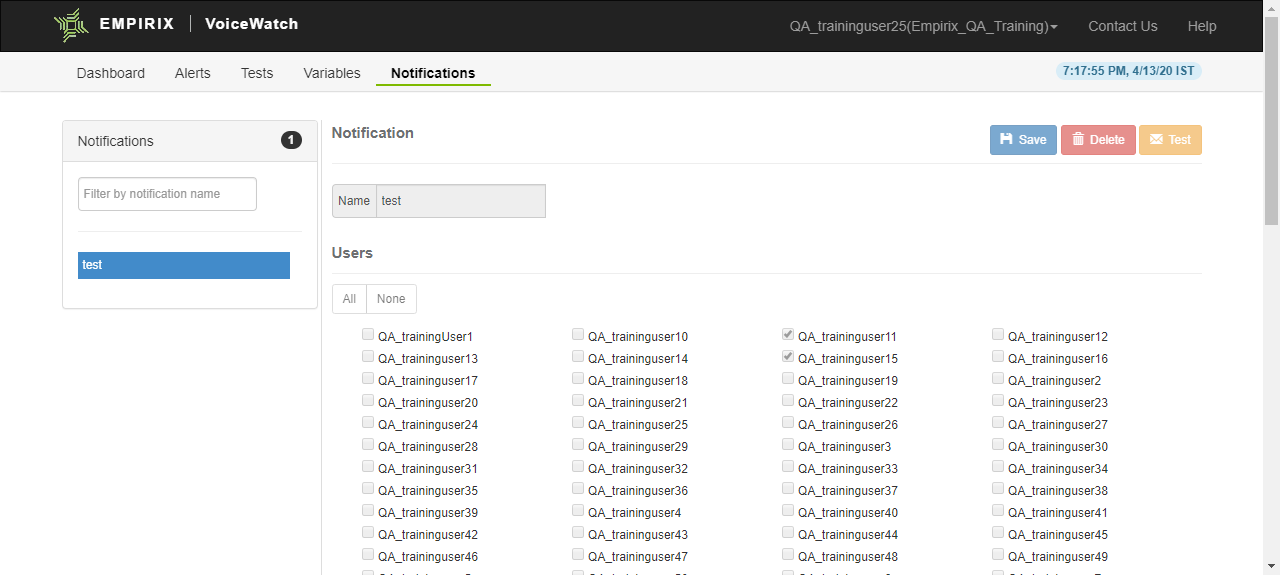 EMPIRIX | VoiceWatch
QA_traininguser25(Empirix_QA_Training)
Contact Us
Help
Dashboard
Alerts
Tests
Variables
Notifications
7:17:55 PM, 4/13/20 IST
Notifications
1
Filter by notification name
test
Notification
Save
Delete
Test
Name
test
Users
All
None
QA_trainingUser1
QA_traininguser10
QA_traininguser11
QA_traininguser12
QA_traininguser13
QA_traininguser14
QA_traininguser15
QA_traininguser16
QA_traininguser17
QA_traininguser18
QA_traininguser19
QA_traininguser2
QA_traininguser20
QA_traininguser21
QA_traininguser22
QA_traininguser23
QA_traininguser24
QA_traininguser25
QA_traininguser26
QA_traininguser27
QA_traininguser28
QA_traininguser29
QA_traininguser3
QA_traininguser30
QA_traininguser31
QA_traininguser32
QA_traininguser33
QA_traininguser34
QA_traininguser35
QA_traininguser36
QA_traininguser37
QA_traininguser38
QA_traininguser39
QA_traininguser4
QA_traininguser40
QA_traininguser41
QA_traininguser42
QA_traininguser43
QA_traininguser44
QA_traininguser45
QA_traininguser46
QA_traininguser47
QA_traininguser48
QA_traininguser49